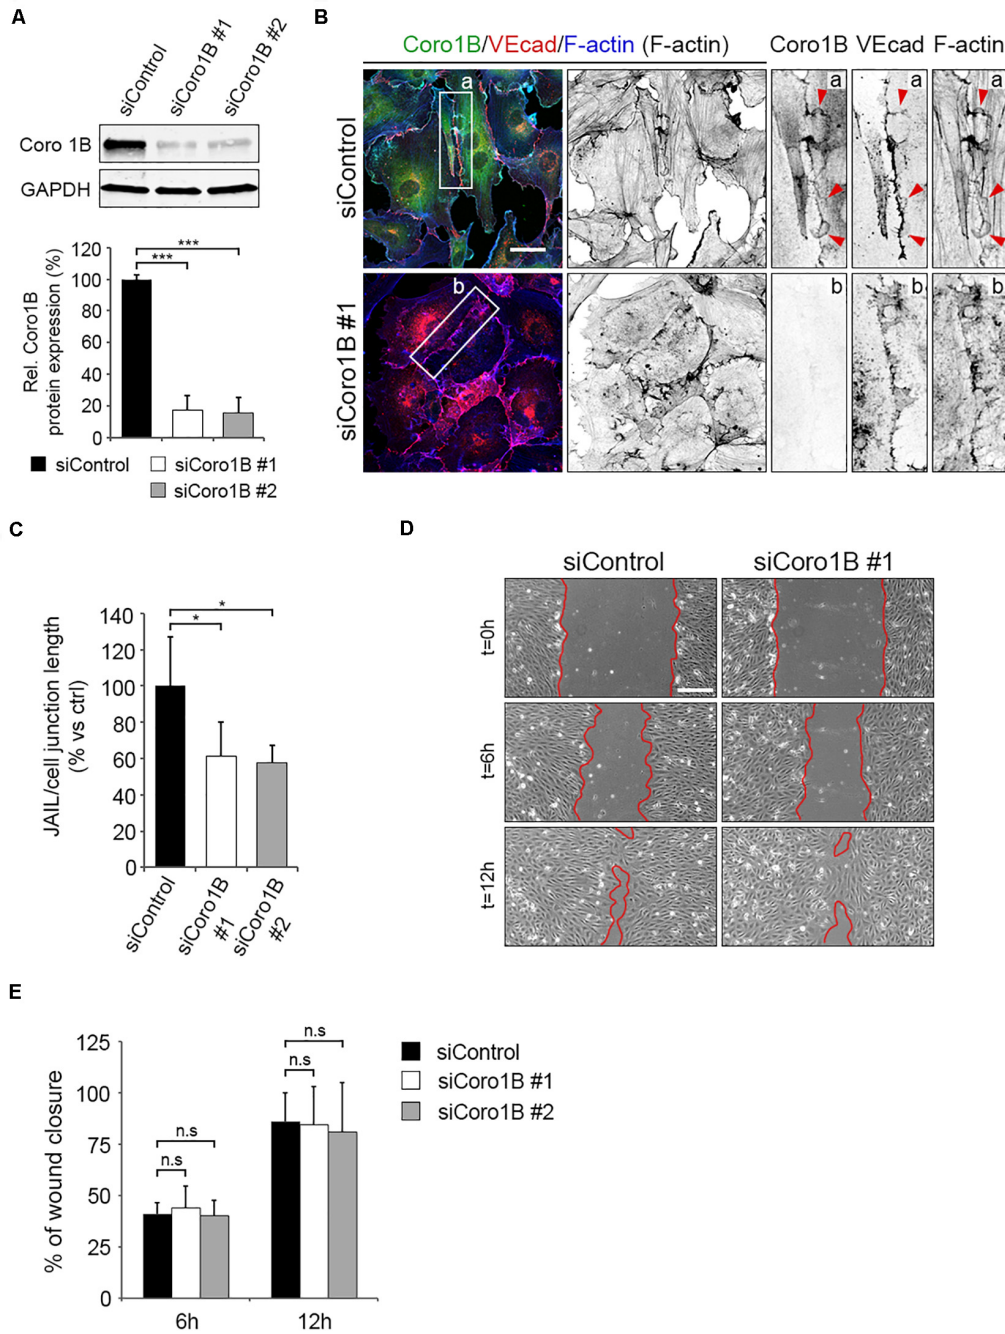 A
siControl
siCoro1B #1
siCoro1B #2
Coro 1B
GAPDH
Rel. Coro1B
protein expression (%)
120
100
80
60
40
20
0
***
***
siControl
siCoro1B #1
siCoro1B #2
B
Coro1B/VEcad/F-actin (F-actin)
Coro1B
VEcad
F-actin
siControl
a
a
a
a
siCoro1B #1
b
b
b
b
C
JAIL/cell junction length
(% vs ctrl)
140
120
100
80
60
40
20
0
*
*
siControl
siCoro1B
#1
siCoro1B
#2
D
siControl
siCoro1B #1
t=0h
t=6h
t=12h
E
% of wound closure
125
100
75
50
25
0
n.s
n.s
n.s
n.s
6h
12h
siControl
siCoro1B #1
siCoro1B #2